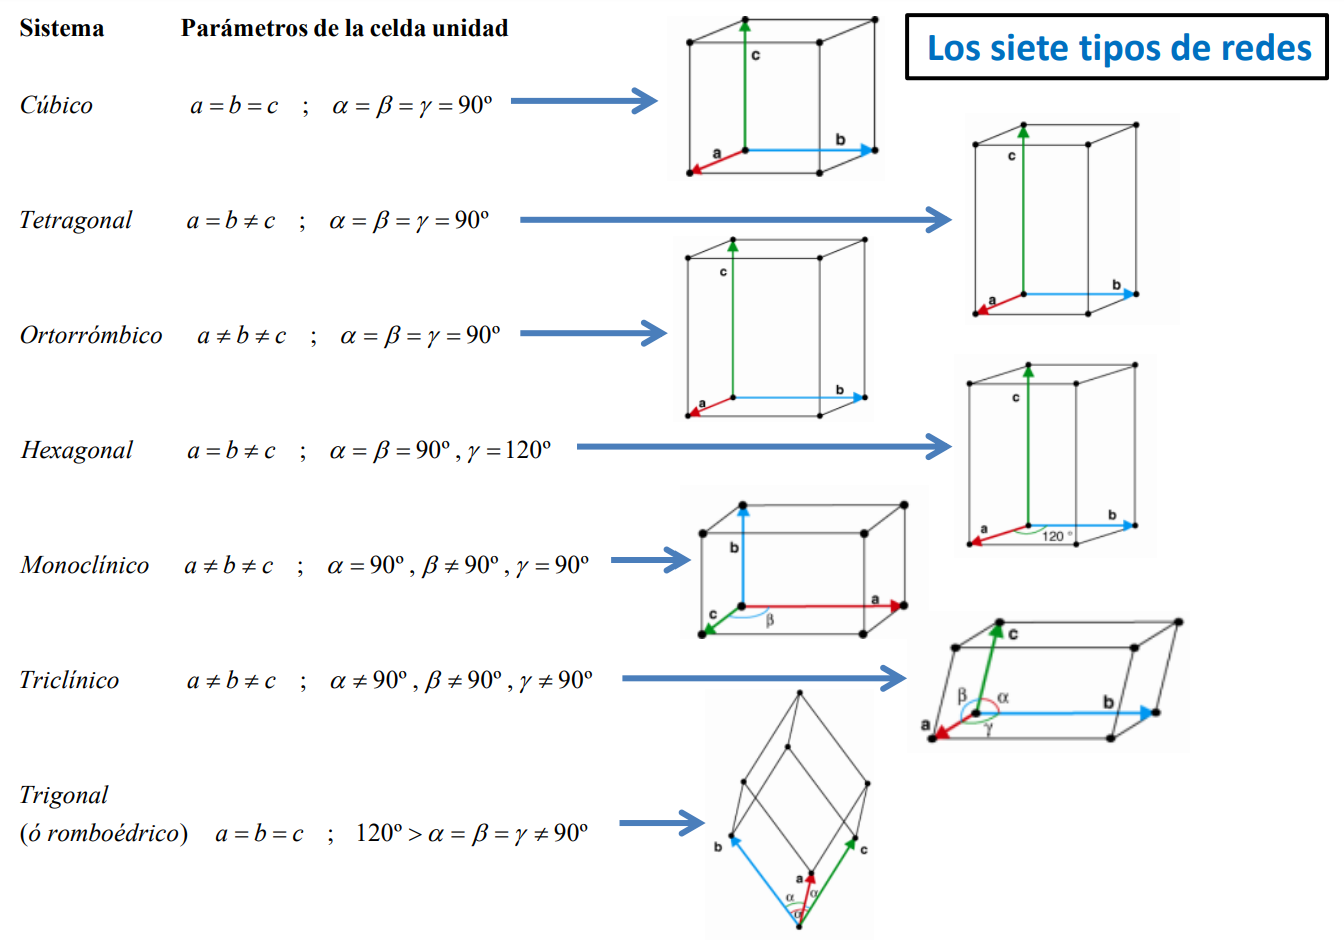 Sistema Parámetros de la celda unidad
Los siete tipos de redes
Cúbico a = b = c ; α = β = γ = 90º
c
a
b
Tetragonal a = b ≠ c ; α = β = γ = 90º
c
a
b
Ortorrómbico a ≠ b ≠ c ; α = β = γ = 90º
c
a
b
Hexagonal a = b ≠ c ; α = β = 90º , γ = 120º
c
a
b
120 °
Monoclínico a ≠ b ≠ c ; α = 90º , β ≠ 90º , γ = 90º
b
a
c
β
Triclínico a ≠ b ≠ c ; α ≠ 90º , β ≠ 90º , γ ≠ 90º
c
β α
b
a
γ
Trigonal
(ó romboédrico) a = b = c ; 120º > α = β = γ ≠ 90º
b
c
a
α α
α